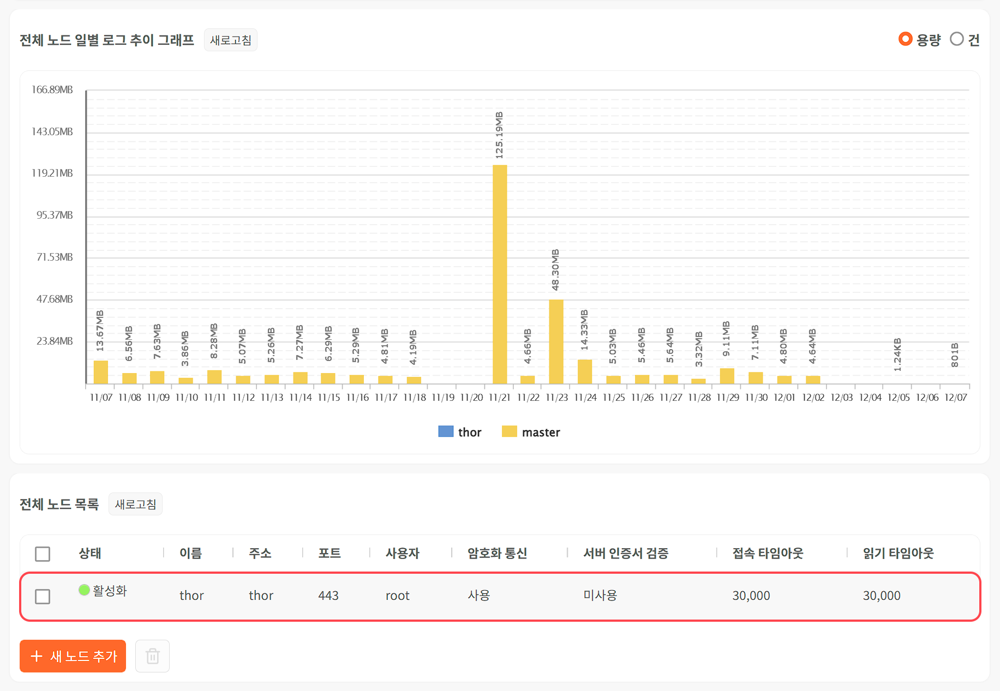 전체 노드 일별 로그 추이 그래프 새로고침 용량 건
166.89MB
143.05MB
119.21MB
95.37MB
71.53MB
47.68MB
23.84MB
13.67MB 6.56MB 7.63MB 3.86MB 8.28MB 5.07MB 5.26MB 7.27MB 6.29MB 5.29MB 4.81MB 4.19MB 125.19MB 4.66MB 48.30MB 14.33MB 5.03MB 5.46MB 5.64MB 3.32MB 9.11MB 7.11MB 4.80MB 4.64MB 1.24KB 801B
11/07 11/08 11/09 11/10 11/11 11/12 11/13 11/14 11/15 11/16 11/17 11/18 11/19 11/20 11/21 11/22 11/23 11/24 11/25 11/26 11/27 11/28 11/29 11/30 12/01 12/02 12/03 12/04 12/05 12/06 12/07
thor master
전체 노드 목록 새로고침
상태 이름 주소 포트 사용자 암호화 통신 서버 인증서 검증 접속 타임아웃 읽기 타임아웃
활성화 thor thor 443 root 사용 미사용 30,000 30,000
+ 새 노드 추가